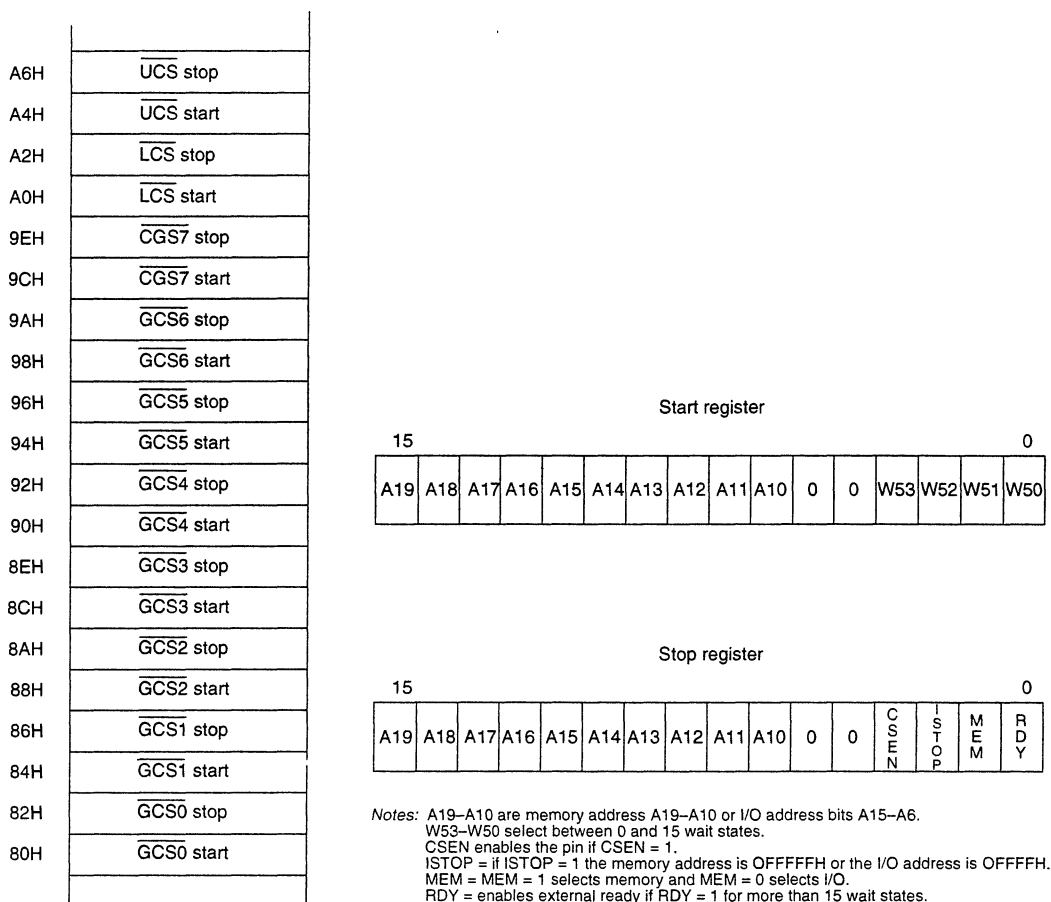 A6H UCS stop
A4H UCS start
A2H LCS stop
A0H LCS start
9EH CGS7 stop
9CH CGS7 start
9AH GCS6 stop
98H GCS6 start
96H GCS5 stop
94H GCS5 start
92H GCS4 stop
90H GCS4 start
8EH GCS3 stop
8CH GCS3 start
8AH GCS2 stop
88H GCS2 start
86H GCS1 stop
84H GCS1 start
82H GCS0 stop
80H GCS0 start
Start register
15 0
A19 A18 A17 A16 A15 A14 A13 A12 A11 A10 0 0 W53 W52 W51 W50
Stop register
15 0
A19 A18 A17 A16 A15 A14 A13 A12 A11 A10 0 0 CSEN ISTOP MEM RDY
Notes: A19–A10 are memory address A19–A10 or I/O address bits A15–A6.
W53–W50 select between 0 and 15 wait states.
CSEN enables the pin if CSEN = 1.
ISTOP = if ISTOP = 1 the memory address is OFFFFFH or the I/O address is OFFFFH.
MEM = MEM = 1 selects memory and MEM = 0 selects I/O.
RDY = enables external ready if RDY = 1 for more than 15 wait states.